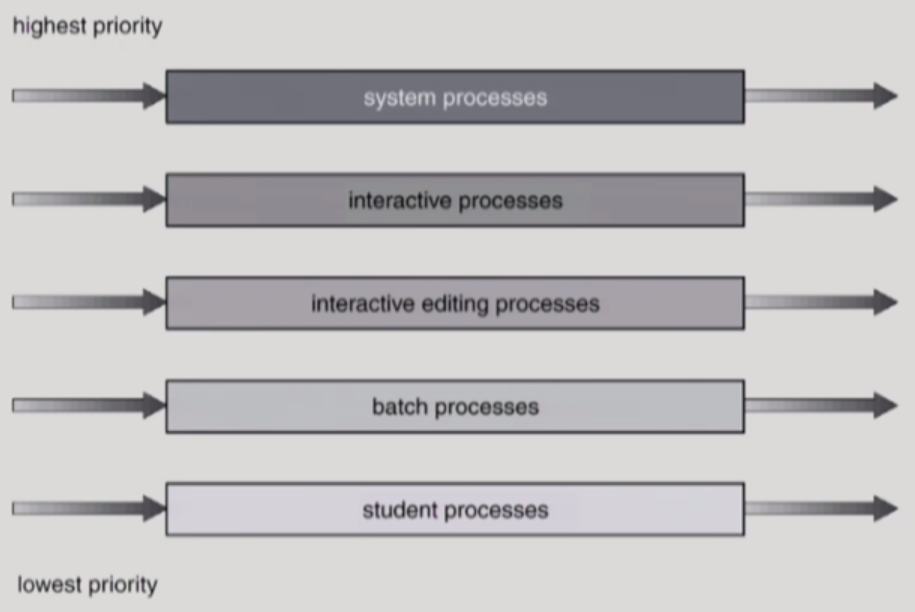 highest priority
system processes
interactive processes
interactive editing processes
batch processes
student processes
lowest priority